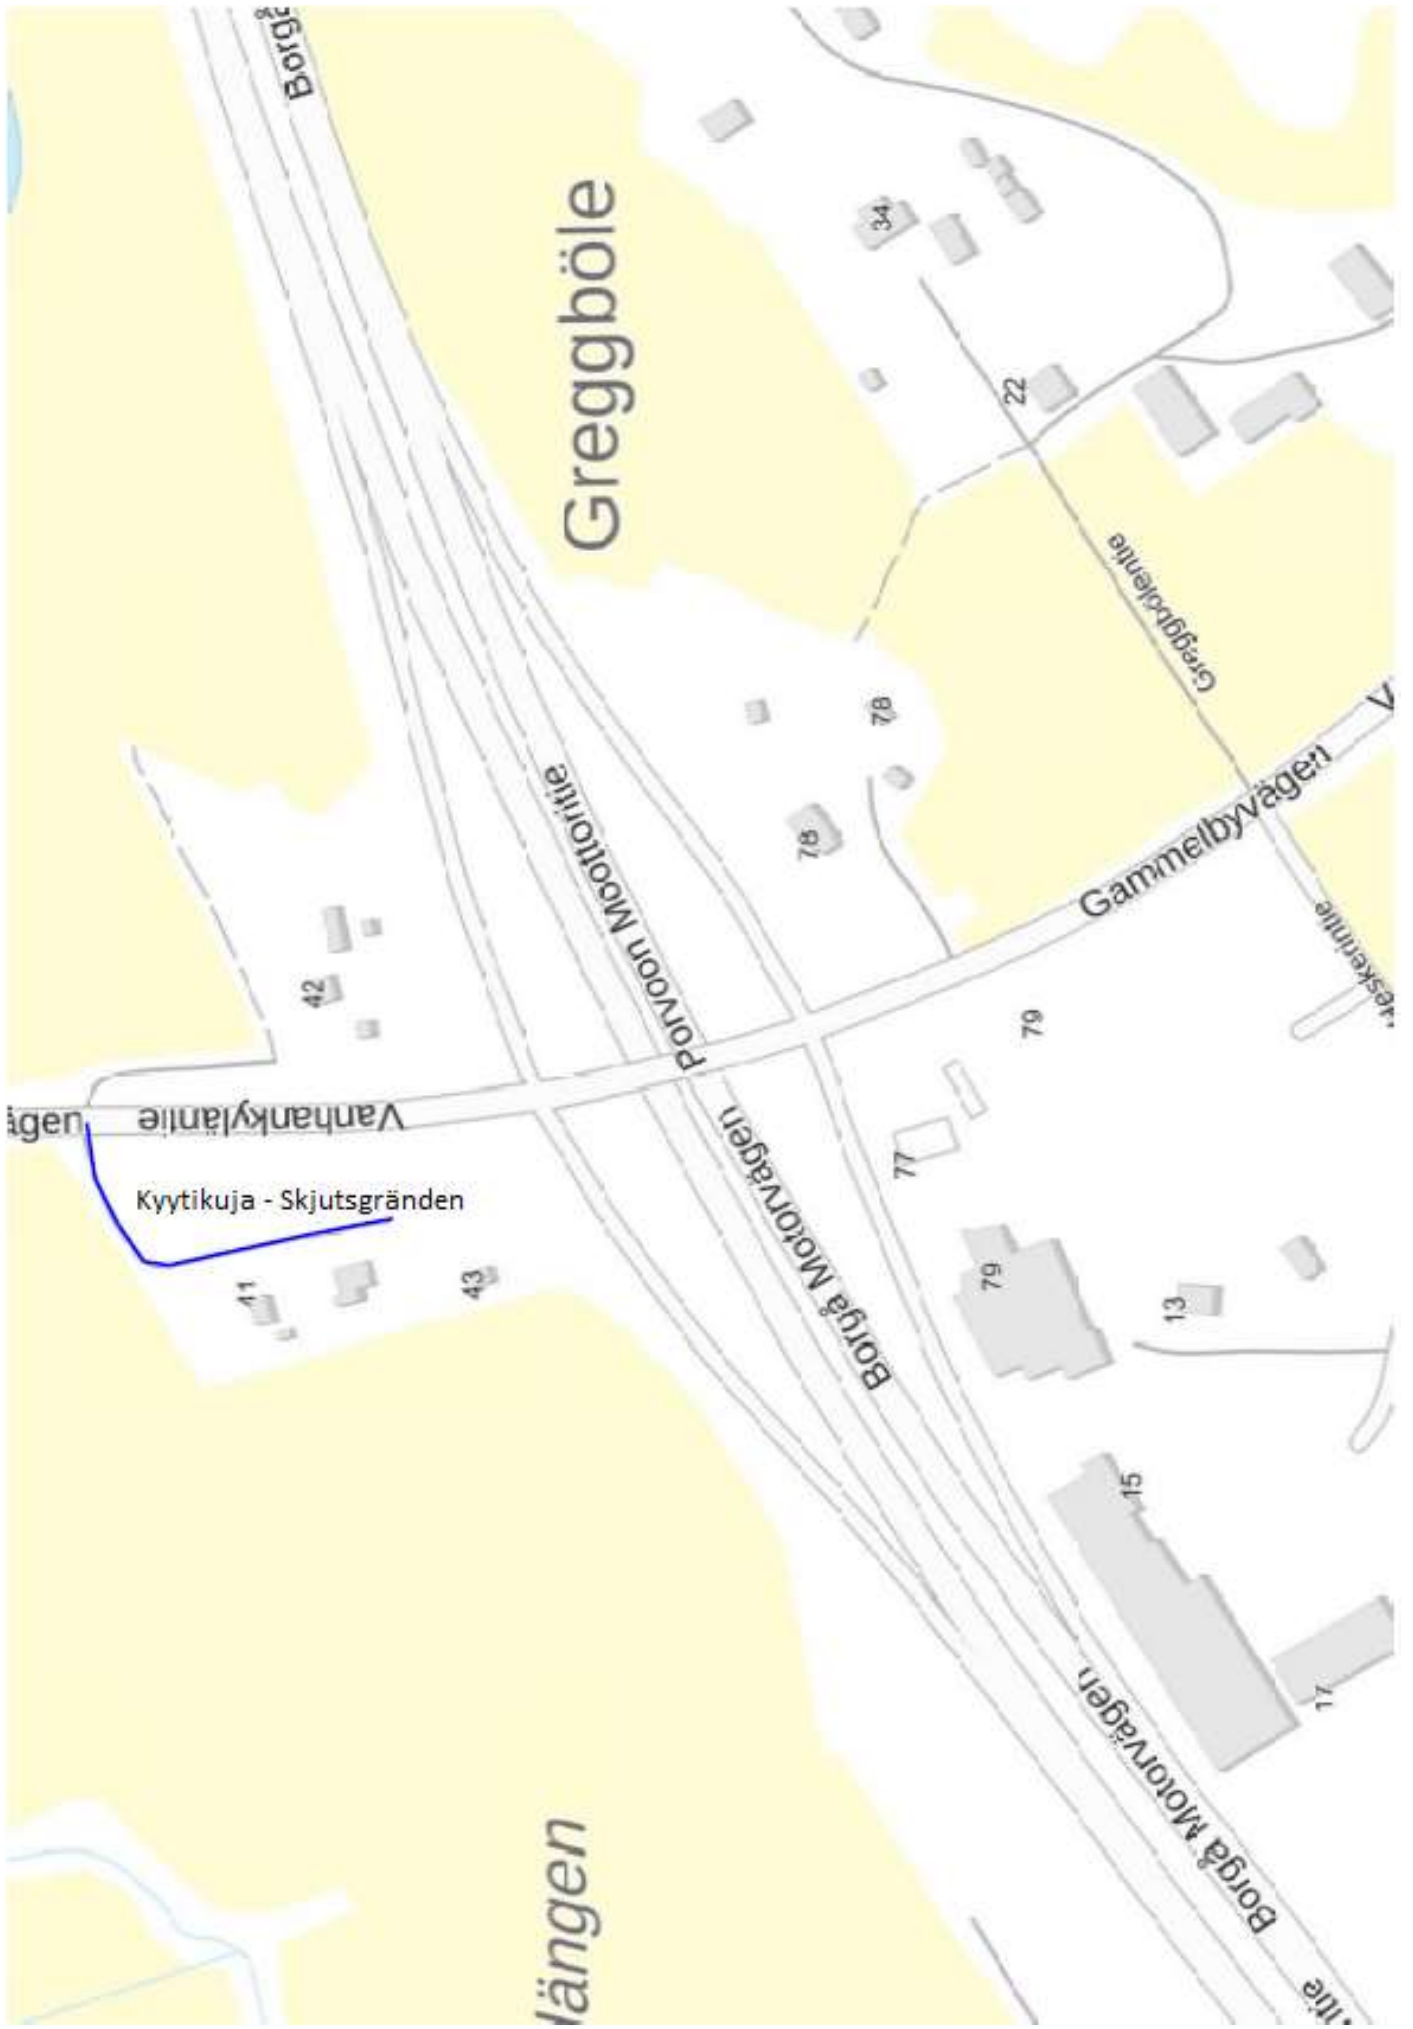 Borgå
34
Greggböle
22
Greggbölentie
78
78
Porvoon Moottoritie
Gammelbyvägen
42
79
Vanhankyläntie
ägen
Borgå Motorvägen
77
Kyytikuja - Skjutsgränden
79
41
43
13
15
17
Borgå Motorvägen
längen